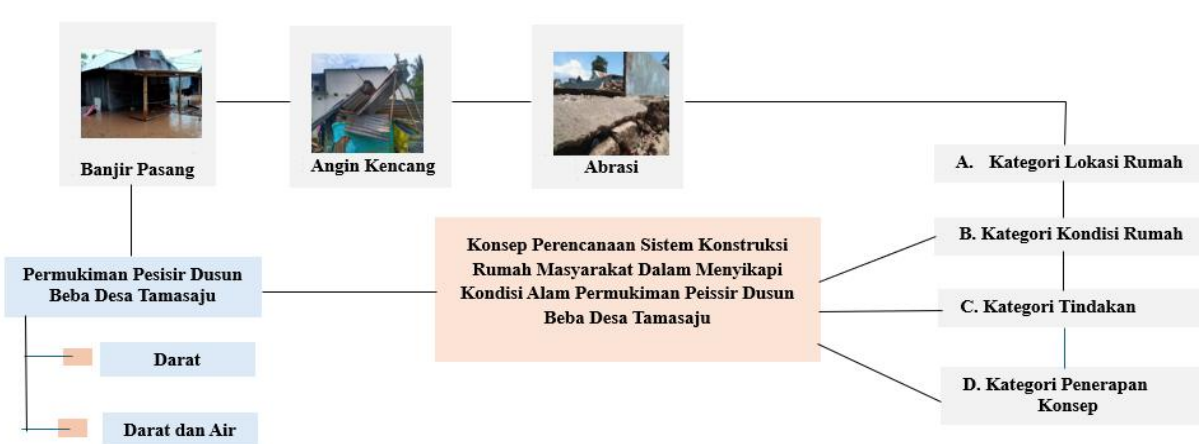 Banjir Pasang
Angin Kencang
Abrasi
A. Kategori Lokasi Rumah
B. Kategori Kondisi Rumah
C. Kategori Tindakan
D. Kategori Penerapan
Konsep
Konsep Perencanaan Sistem Konstruksi
Rumah Masyarakat Dalam Menyikapi
Kondisi Alam Permukiman Peissir Dusun
Beba Desa Tamasaju
Permukiman Pesisir Dusun
Beba Desa Tamasaju
Darat
Darat dan Air